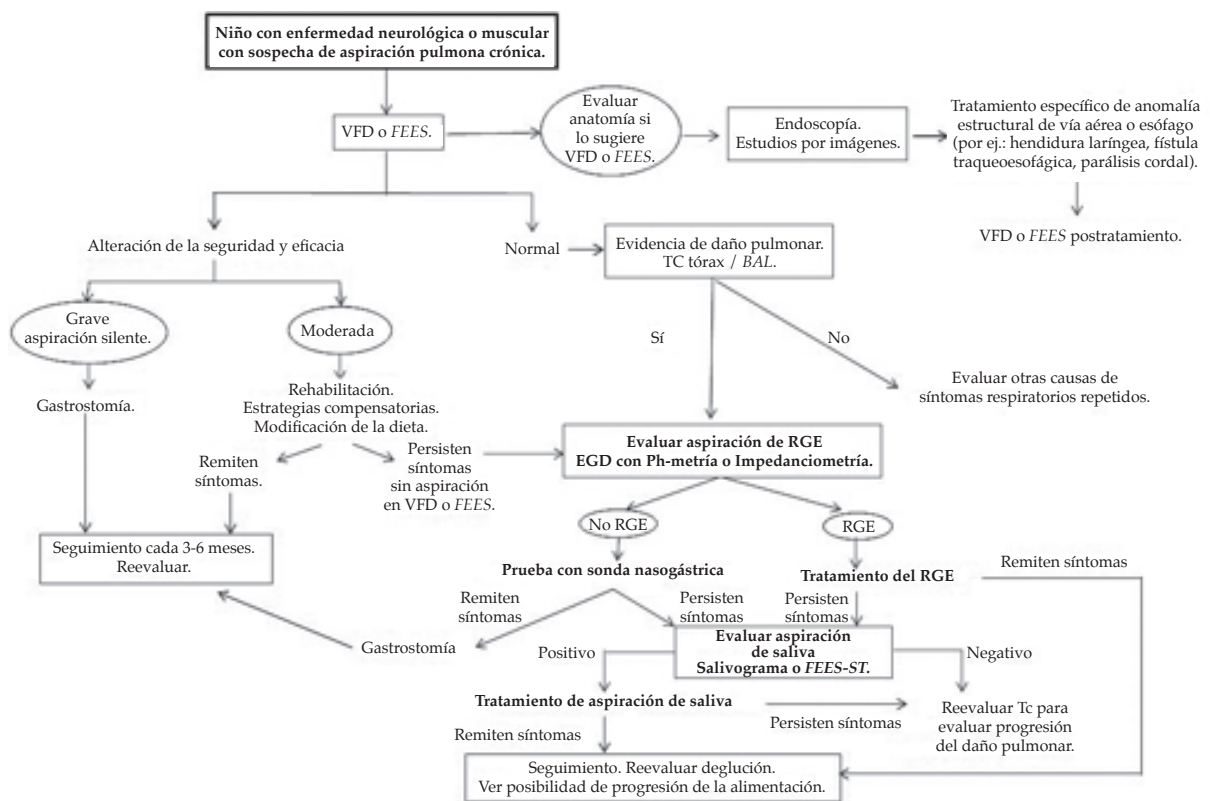 Niño con enfermedad neurológica o muscular
con sospecha de aspiración pulmona crónica.
VFD o FEES.
Evaluar
anatomía si
lo sugiere
VFD o FEES.
Endoscopía.
Estudios por imágenes.
Tratamiento específico de anomalía
estructural de vía aérea o esófago
(por ej.: hendidura laríngea, fístula
traqueoesofágica, parálisis cordal).
VFD o FEES postratamiento.
Alteración de la seguridad y eficacia
Normal
Evidencia de daño pulmonar.
TC tórax / BAL.
Grave
aspiración silente.
Moderada
Sí
No
Gastrostomía.
Rehabilitación.
Estrategias compensatorias.
Modificación de la dieta.
Evaluar otras causas de
síntomas respiratorios repetidos.
Remiten
síntomas.
Persisten
síntomas
sin aspiración
en VFD o FEES.
Evaluar aspiración de RGE
EGD con Ph-metría o Impedanciometría.
No RGE
RGE
Seguimiento cada 3-6 meses.
Reevaluar.
Prueba con sonda nasogástrica
Tratamiento del RGE
Remiten síntomas
Remiten
síntomas
Persisten
síntomas
Persisten
síntomas
Gastrostomía
Evaluar aspiración
de saliva
Salivograma o FEES-ST.
Positivo
Negativo
Tratamiento de aspiración de saliva
Persisten síntomas
Reevaluar Tc para
evaluar progresión
del daño pulmonar.
Remiten síntomas
Seguimiento. Reevaluar deglución.
Ver posibilidad de progresión de la alimentación.